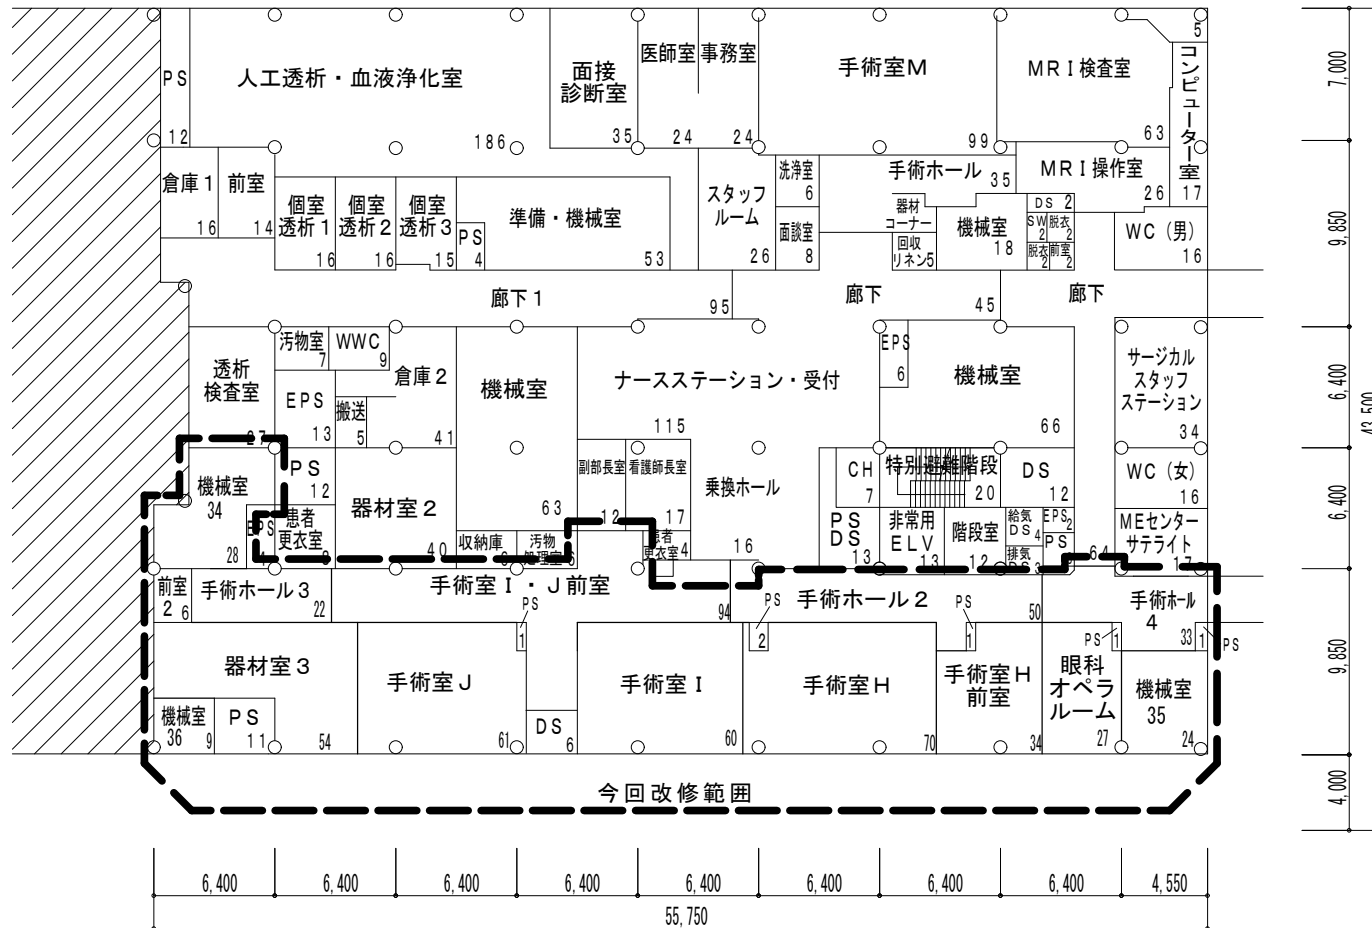 5
PS
12
人工透析・血液浄化室
186
面接
診断室
35
医師室
24
事務室
24
手術室M
99
MRI検査室
63
コンピューター室
17
7,000
倉庫1
16
前室
14
個室
透析1
16
個室
透析2
16
個室
透析3
15
PS
4
準備・機械室
53
スタッフ
ルーム
26
洗浄室
6
面談室
8
手術ホール
35
器材
コーナー
回収
リネン5
機械室
18
MRI操作室
26
DS 2
SW
2
脱衣
2
脱衣
2
前室
2
WC(男)
16
9,850
廊下1
95
廊下
45
廊下
透析
検査室
27
汚物室
7
WWC
9
EPS
13
搬送
5
倉庫2
41
機械室
63
ナースステーション・受付
115
EPS
6
機械室
66
サージカル
スタッフ
ステーション
34
6,400
43,500
機械室
34
28
PS
12
EPS
4
患者
更衣室
器材室2
40
収納庫
汚物
処理室
6
副部長室
12
看護師長室
17
患者
更衣室4
乗換ホール
16
CH
7
PS
DS
13
特別避難階段
20
非常用
ELV
13
階段室
12
DS
12
給気
DS 4
EPS
2
排気
DS 3
PS
64
WC(女)
16
MEセンター
サテライト
17
6,400
前室
2
6
手術ホール3
22
手術室I・J前室
94
PS
1
手術ホール2
50
PS
2
PS
1
手術ホール
4
33
PS
1
1
PS
器材室3
54
機械室
36
9
PS
11
手術室J
61
DS
6
手術室I
60
手術室H
70
手術室H
前室
34
眼科
オペラ
ルーム
27
機械室
35
24
9,850
今回改修範囲
4,000
6,400
6,400
6,400
6,400
6,400
6,400
6,400
6,400
4,550
55,750